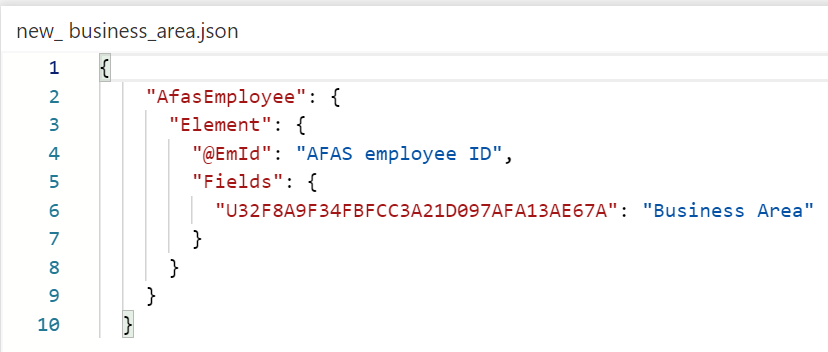 new_ business_area.json
1 {
2 "AfasEmployee": {
3 "Element": {
4 "@EmId": "AFAS employee ID",
5 "Fields": {
6 "U32F8A9F34FBFCC3A21D097AFA13AE67A": "Business Area"
7 }
8 }
9 }
10 }